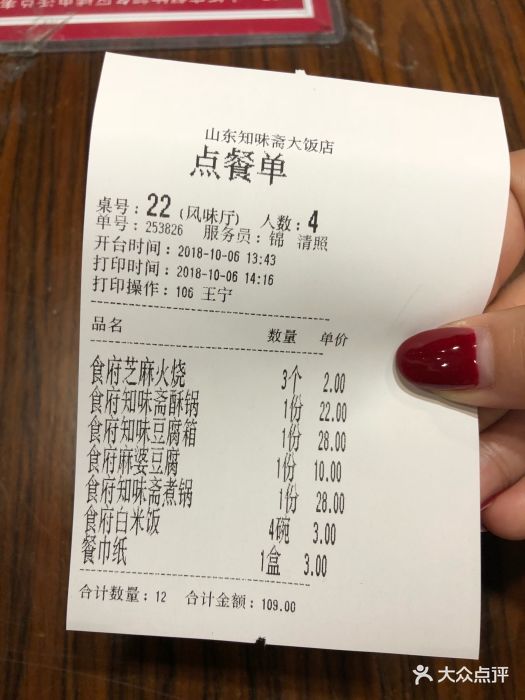 山东知味斋大饭店
点餐单
桌号：22（风味厅） 人数：4
单号：253826 服务员：锦 清照
开台时间：2018-10-06 13:43
打印时间：2018-10-06 14:16
打印操作：106 王宁
品名 数量 单价
食府芝麻火烧 3个 2.00
食府知味斋酥锅 1份 22.00
食府知味豆腐箱 1份 28.00
食府麻婆豆腐 1份 10.00
食府知味斋煮锅 1份 28.00
食府白米饭 4碗 3.00
餐巾纸 1盒 3.00
合计数量：12 合计金额：109.00
大众点评